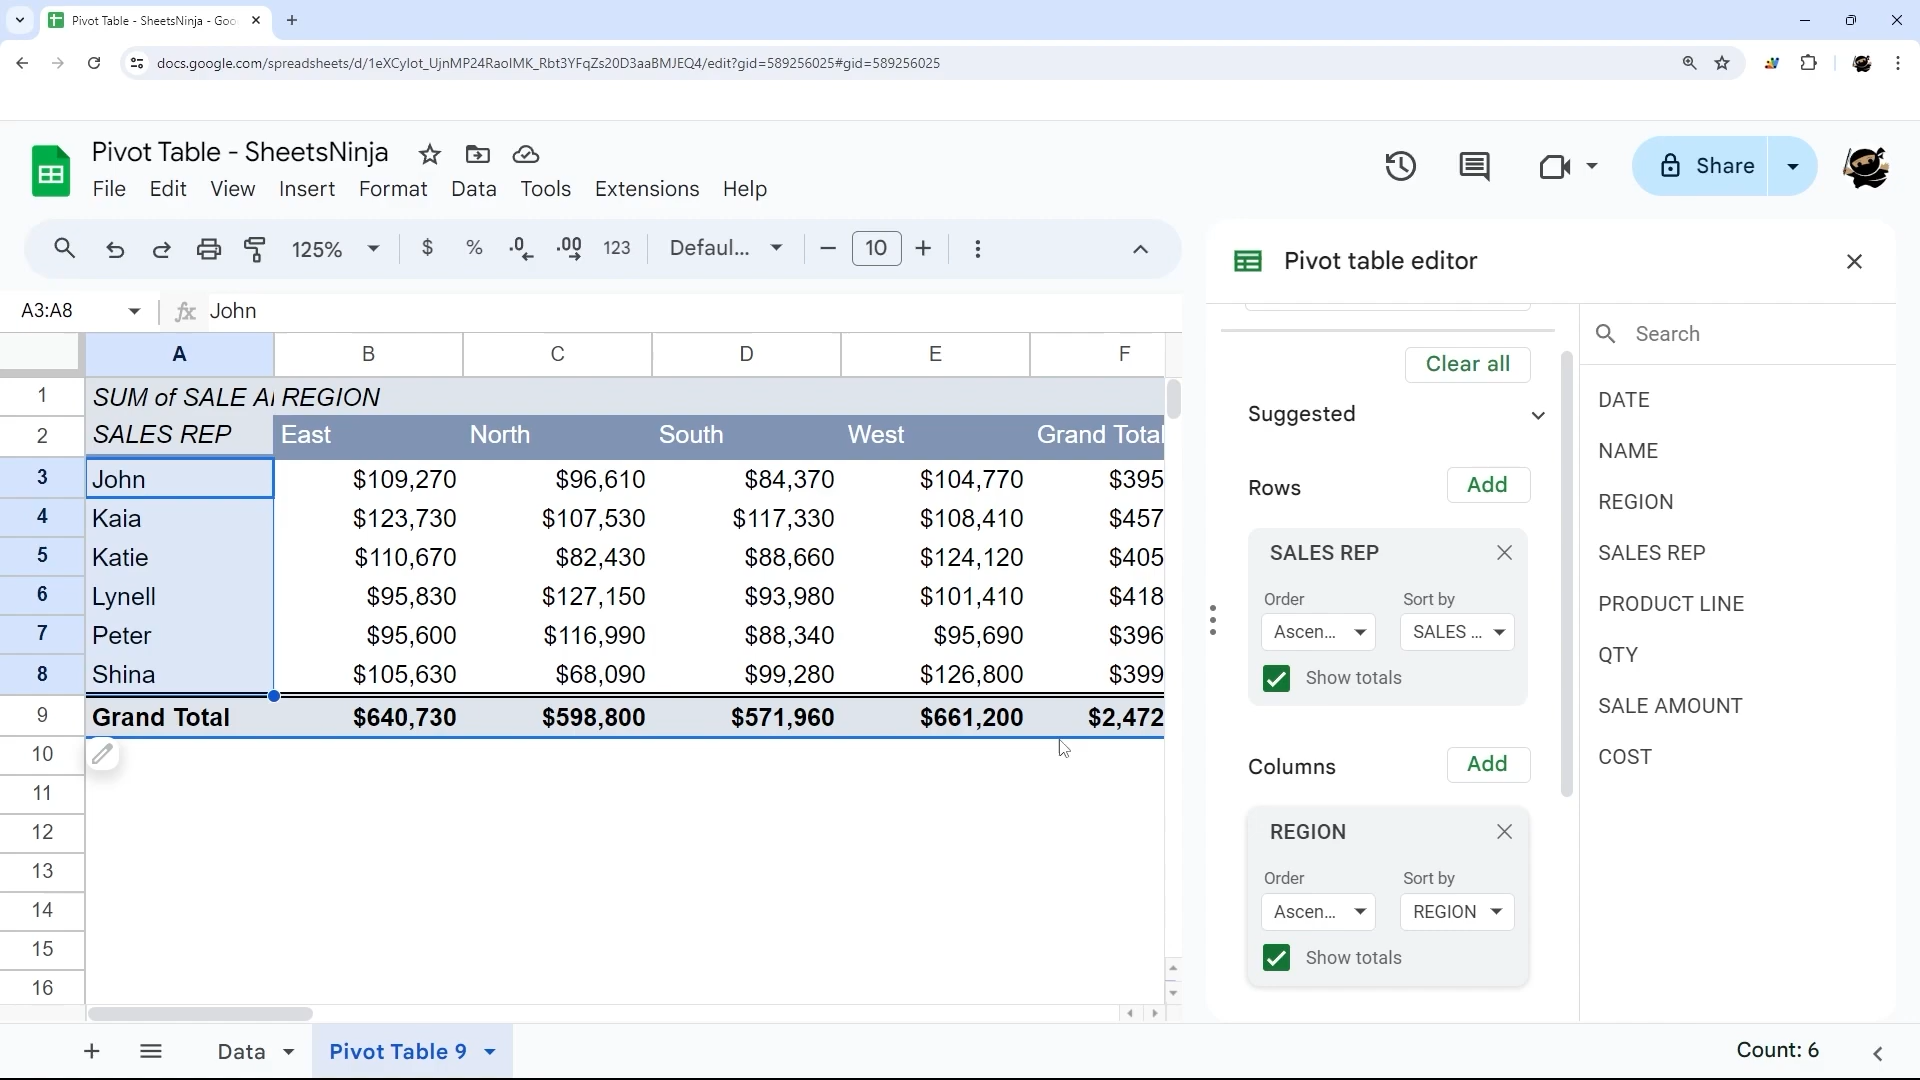 Pivot Table - SheetsNinja - Goo
docs.google.com/spreadsheets/d/1eXCylot_UjnMP24RaolMK_Rbt3YFqZs20D3aaBMJEQ4/edit?gid=589256025#gid=589256025
Pivot Table - SheetsNinja
File Edit View Insert Format Data Tools Extensions Help
Share
125% $ % .0 .00 123 Defaul... 10
Pivot table editor
A3:A8 fx John
A B C D E F
1 SUM of SALE A REGION
2 SALES REP East North South West Grand Total
3 John $109,270 $96,610 $84,370 $104,770 $395
4 Kaia $123,730 $107,530 $117,330 $108,410 $457
5 Katie $110,670 $82,430 $88,660 $124,120 $405
6 Lynell $95,830 $127,150 $93,980 $101,410 $418
7 Peter $95,600 $116,990 $88,340 $95,690 $396
8 Shina $105,630 $68,090 $99,280 $126,800 $399
9 Grand Total $640,730 $598,800 $571,960 $661,200 $2,472
10
11
12
13
14
15
16
Clear all
Suggested
Rows Add
SALES REP
Order Sort by
Ascen... SALES ...
Show totals
Columns Add
REGION
Order Sort by
Ascen... REGION
Show totals
Search
DATE
NAME
REGION
SALES REP
PRODUCT LINE
QTY
SALE AMOUNT
COST
Data Pivot Table 9
Count: 6